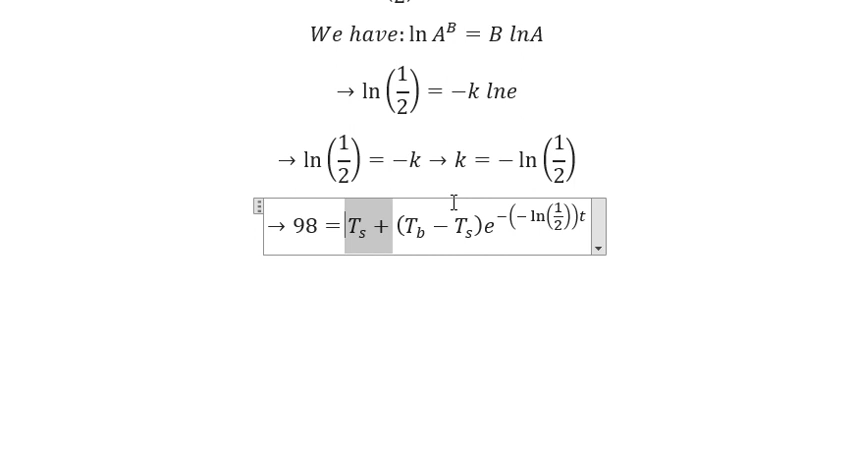 We have: ln A^B = B lnA
→ ln(1/2) = −k lne
→ ln(1/2) = −k → k = − ln(1/2)
→ 98 = T_s + (T_b − T_s)e^−(− ln(1/2))t